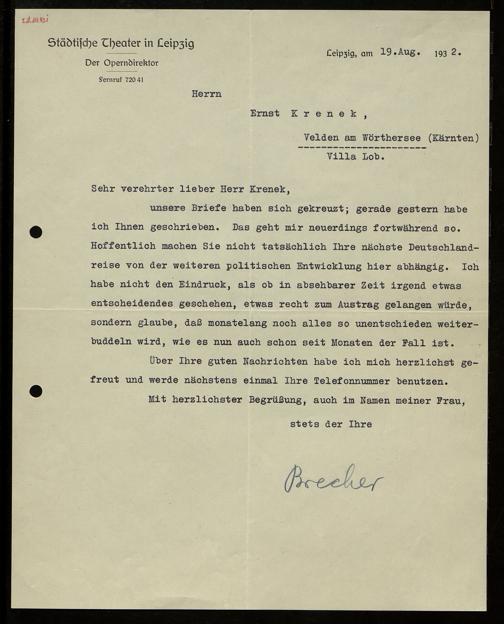 Städtische Theater in Leipzig
Der Operndirektor
Fernruf 720 41
Leipzig, am 19.Aug. 1932.
Herrn
Ernst Krenek,
Velden am Wörthersee (Kärnten)
Villa Lob.
Sehr verehrter lieber Herr Krenek,
unsere Briefe haben sich gekreuzt; gerade gestern habe
ich Ihnen geschrieben. Das geht mir neuerdings fortwährend so.
Hoffentlich machen Sie nicht tatsächlich Ihre nächste Deutschland-
reise von der weiteren politischen Entwicklung hier abhängig. Ich
habe nicht den Eindruck, als ob in absehbarer Zeit irgend etwas
entscheidendes geschehen, etwas recht zum Austrag gelangen würde,
sondern glaube, daß monatelang noch alles so unentschieden weiter-
buddeln wird, wie es nun auch schon seit Monaten der Fall ist.
Über Ihre guten Nachrichten habe ich mich herzlichst ge-
freut und werde nächstens einmal Ihre Telefonnummer benutzen.
Mit herzlichster Begrüßung, auch im Namen meiner Frau,
stets der Ihre
Brecher